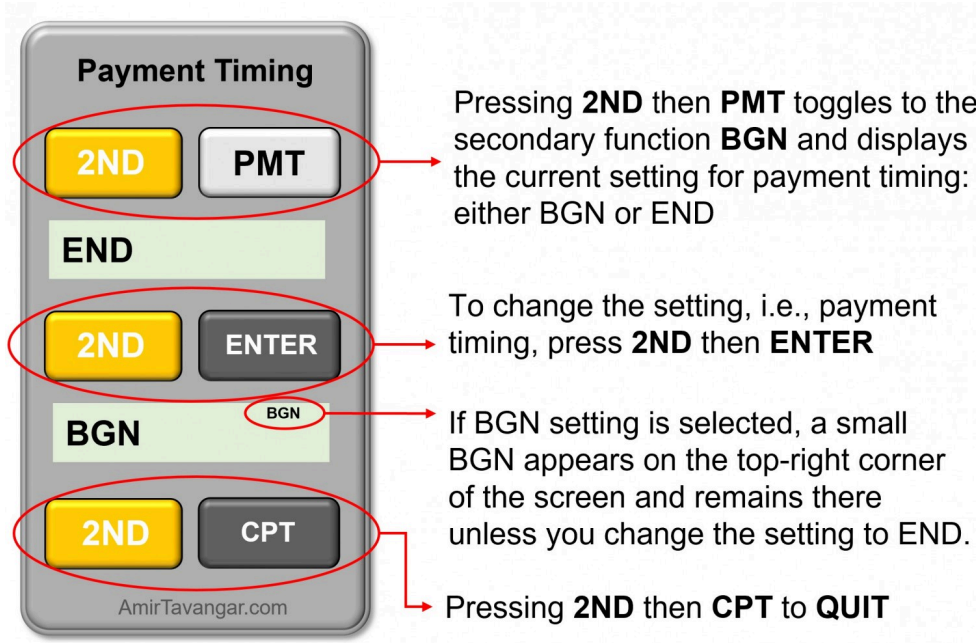 Payment Timing
2ND PMT
Pressing 2ND then PMT toggles to the
secondary function BGN and displays
the current setting for payment timing:
either BGN or END
END
2ND ENTER
To change the setting, i.e., payment
timing, press 2ND then ENTER
BGN
BGN
If BGN setting is selected, a small
BGN appears on the top-right corner
of the screen and remains there
unless you change the setting to END.
2ND CPT
Pressing 2ND then CPT to QUIT
AmirTavangar.com